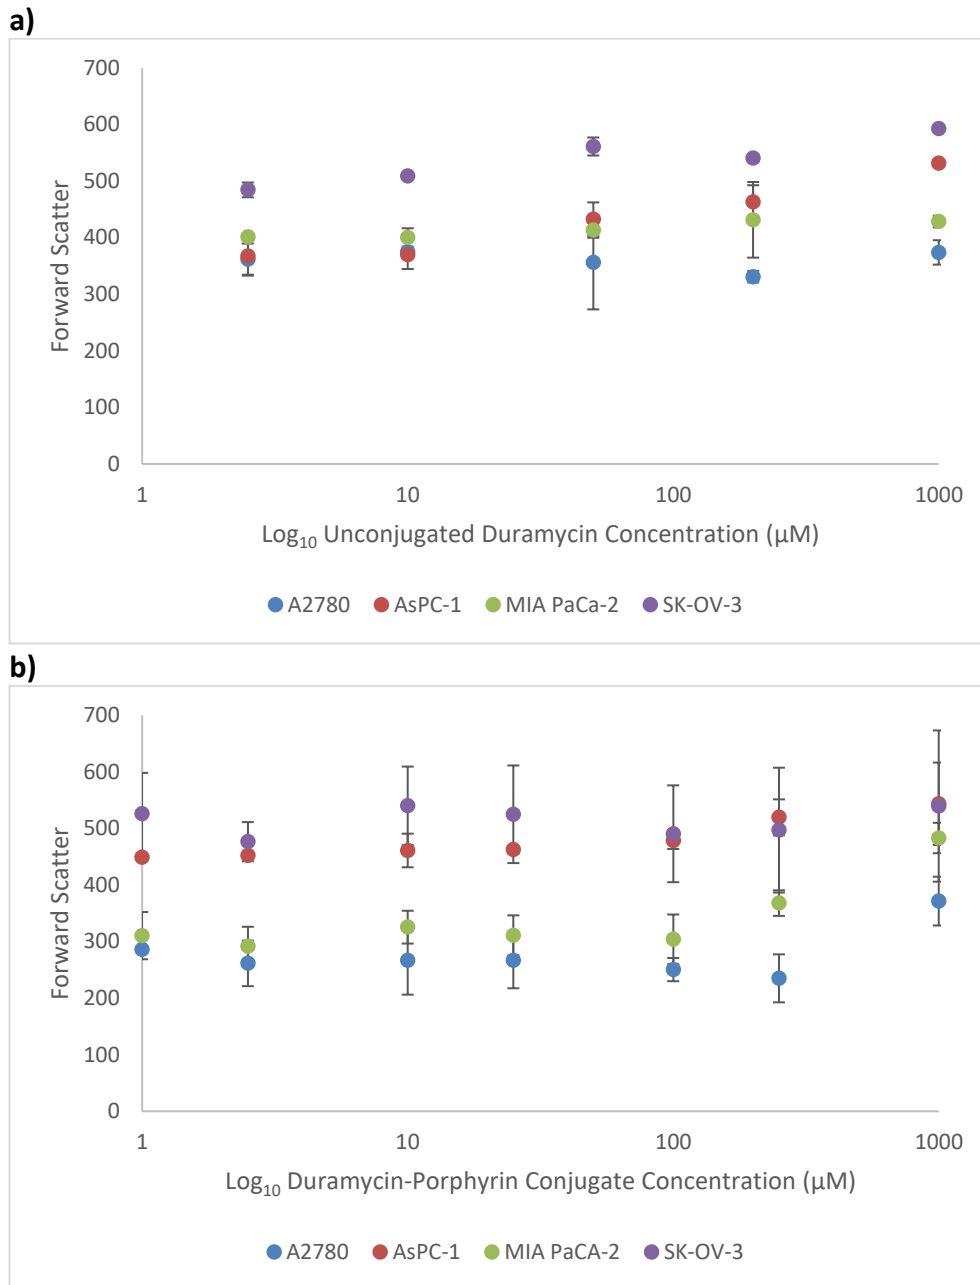 a)
700
600
500
400
300
200
100
0
Forward Scatter
1 10 100 1000
Log₁₀ Unconjugated Duramycin Concentration (µM)
A2780 AsPC-1 MIA PaCa-2 SK-OV-3
b)
700
600
500
400
300
200
100
0
Forward Scatter
1 10 100 1000
Log₁₀ Duramycin-Porphyrin Conjugate Concentration (µM)
A2780 AsPC-1 MIA PaCA-2 SK-OV-3